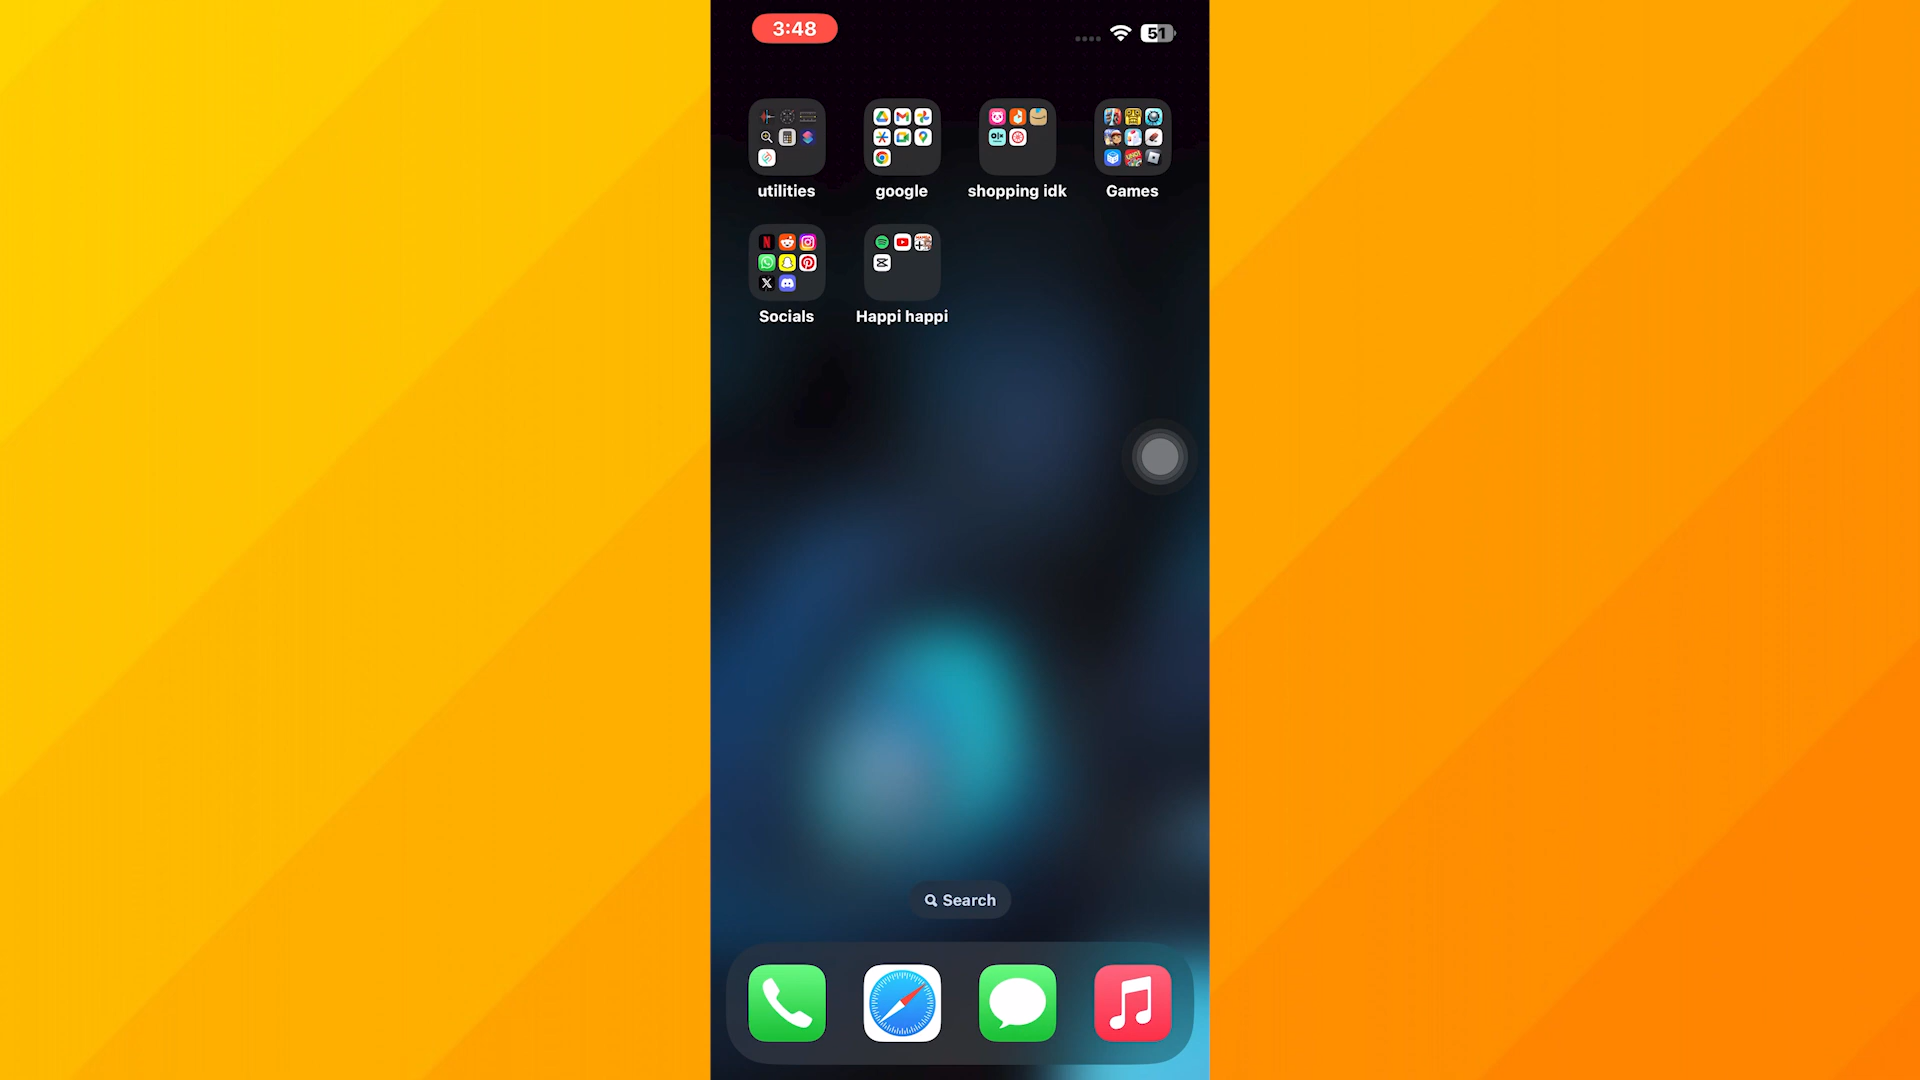 3:48
51
utilities
google
shopping idk
Games
Socials
Happi happi
Search